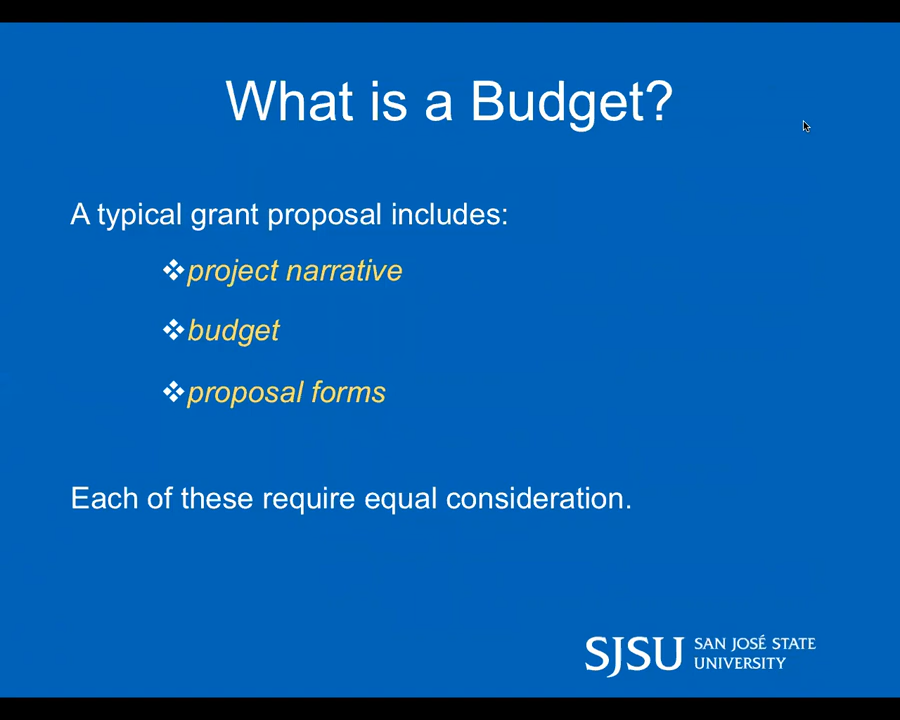 What is a Budget?
A typical grant proposal includes:
❖project narrative
❖budget
❖proposal forms
Each of these require equal consideration.
SJSU SAN JOSÉ STATE
UNIVERSITY